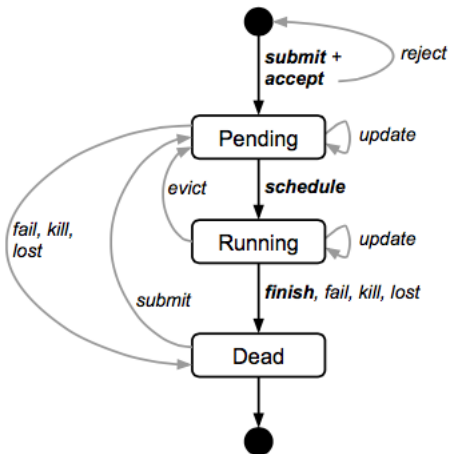 submit +
accept
reject
Pending
update
evict
schedule
fail, kill,
lost
Running
update
submit
finish, fail, kill, lost
Dead